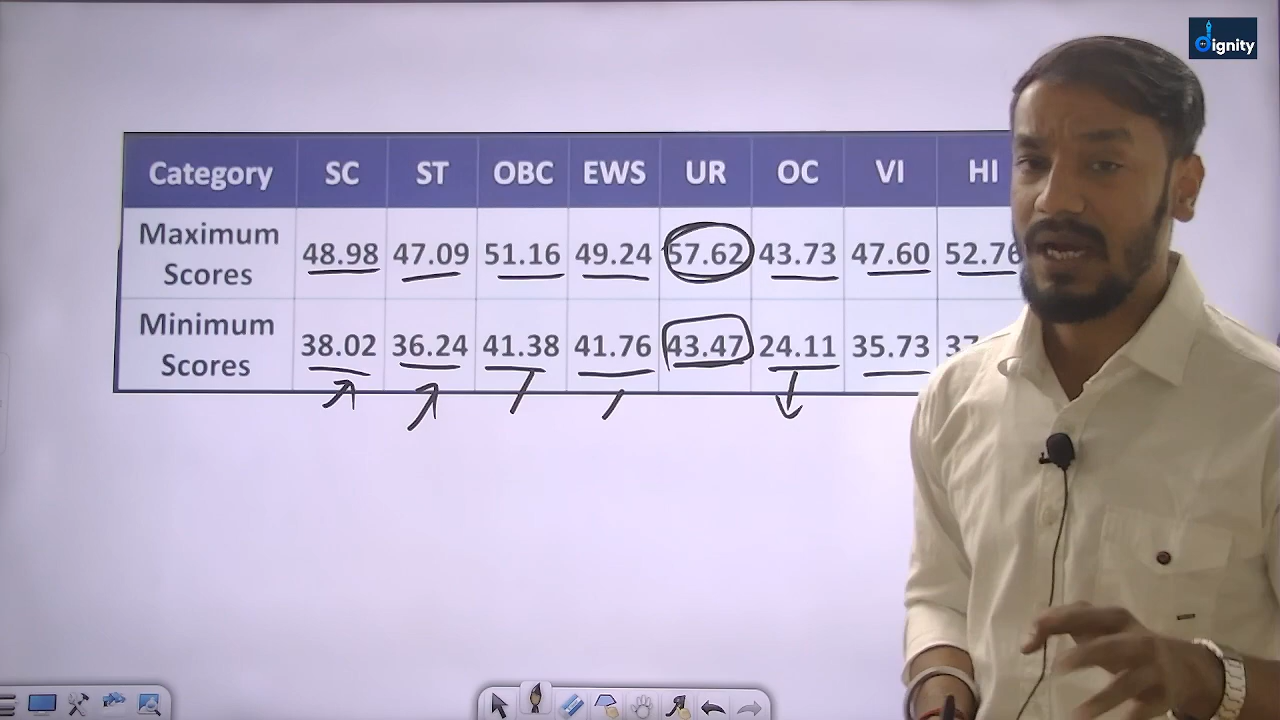 dignity
Category SC ST OBC EWS UR OC VI HI
Maximum
Scores
48.98 47.09 51.16 49.24 57.62 43.73 47.60 52.76
Minimum
Scores
38.02 36.24 41.38 41.76 43.47 24.11 35.73